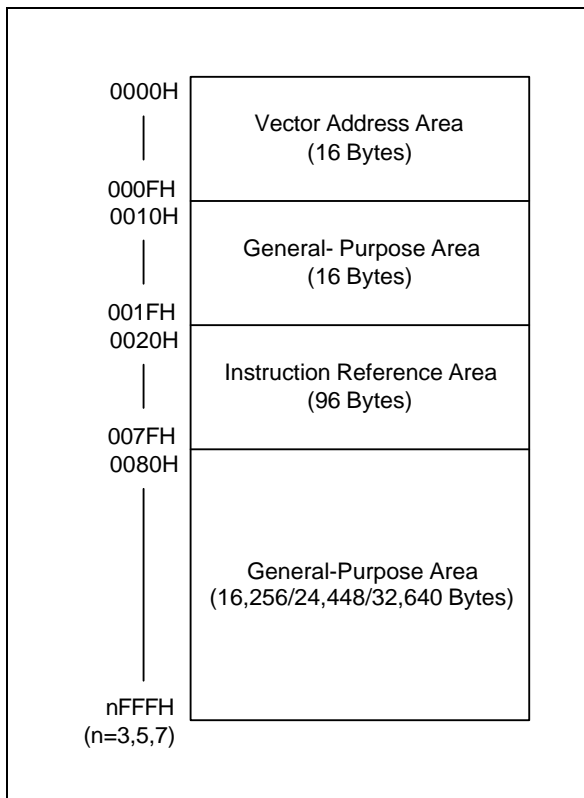 0000H
Vector Address Area
(16 Bytes)
000FH
0010H
General- Purpose Area
(16 Bytes)
001FH
0020H
Instruction Reference Area
(96 Bytes)
007FH
0080H
General-Purpose Area
(16,256/24,448/32,640 Bytes)
nFFFH
(n=3,5,7)